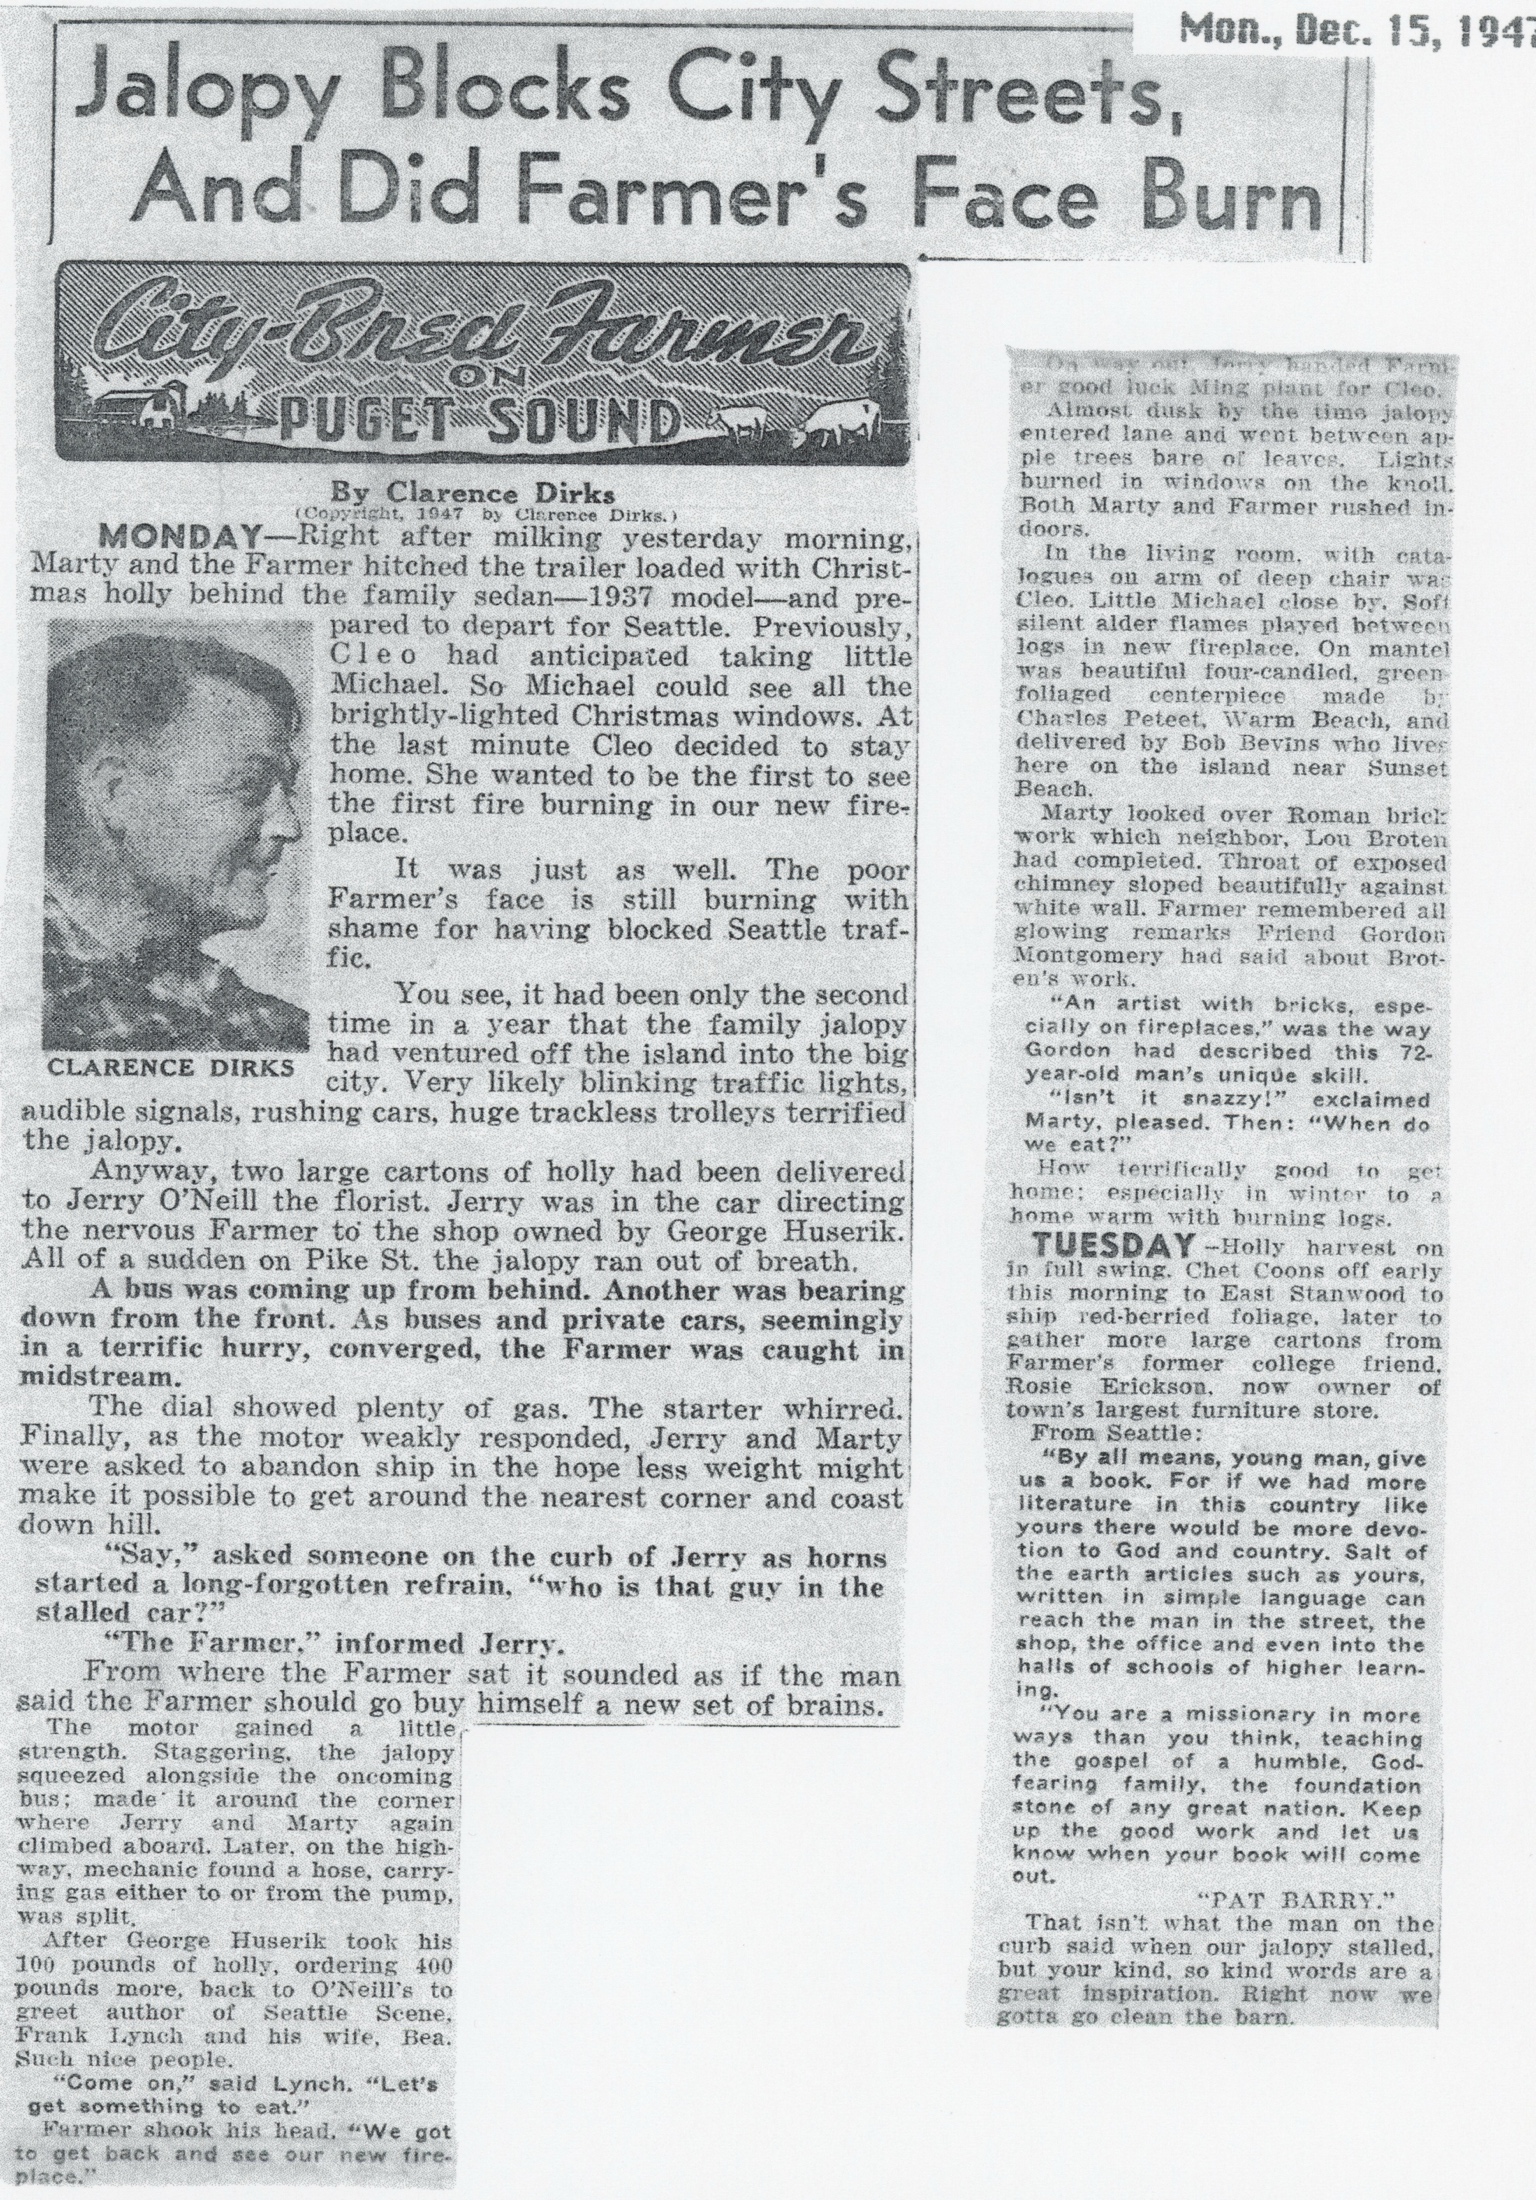 Mon., Dec. 15, 1947
Jalopy Blocks City Streets,
And Did Farmer's Face Burn
City-Bred Farmer
ON
PUGET SOUND
By Clarence Dirks
(Copyright, 1947 by Clarence Dirks.)
MONDAY—Right after milking yesterday morning,
Marty and the Farmer hitched the trailer loaded with Christ-
mas holly behind the family sedan—1937 model—and pre-
pared to depart for Seattle. Previously,
Cleo had anticipated taking little
Michael. So Michael could see all the
brightly-lighted Christmas windows. At
the last minute Cleo decided to stay
home. She wanted to be the first to see
the first fire burning in our new fire-
place.
It was just as well. The poor
Farmer's face is still burning with
shame for having blocked Seattle traf-
fic.
You see, it had been only the second
time in a year that the family jalopy
had ventured off the island into the big
CLARENCE DIRKS
city. Very likely blinking traffic lights,
audible signals, rushing cars, huge trackless trolleys terrified
the jalopy.
Anyway, two large cartons of holly had been delivered
to Jerry O'Neill the florist. Jerry was in the car directing
the nervous Farmer to the shop owned by George Huserik.
All of a sudden on Pike St. the jalopy ran out of breath.
A bus was coming up from behind. Another was bearing
down from the front. As buses and private cars, seemingly
in a terrific hurry, converged, the Farmer was caught in
midstream.
The dial showed plenty of gas. The starter whirred.
Finally, as the motor weakly responded, Jerry and Marty
were asked to abandon ship in the hope less weight might
make it possible to get around the nearest corner and coast
down hill.
"Say," asked someone on the curb of Jerry as horns
started a long-forgotten refrain, "who is that guy in the
stalled car?"
"The Farmer," informed Jerry.
From where the Farmer sat it sounded as if the man
said the Farmer should go buy himself a new set of brains.
The motor gained a little
strength. Staggering, the jalopy
squeezed alongside the oncoming
bus; made it around the corner
where Jerry and Marty again
climbed aboard. Later, on the high-
way, mechanic found a hose, carry-
ing gas either to or from the pump,
was split.
After George Huserik took his
100 pounds of holly, ordering 400
pounds more, back to O'Neill's to
greet author of Seattle Scene,
Frank Lynch and his wife, Bea.
Such nice people.
"Come on," said Lynch. "Let's
get something to eat."
Farmer shook his head. "We got
to get back and see our new fire-
place."
On way out, Jerry handed Farm-
er good luck Ming plant for Cleo.
Almost dusk by the time jalopy
entered lane and went between ap-
ple trees bare of leaves. Lights
burned in windows on the knoll.
Both Marty and Farmer rushed in-
doors.
In the living room, with cata-
logues on arm of deep chair was
Cleo. Little Michael close by. Soft
silent alder flames played between
logs in new fireplace. On mantel
was beautiful four-candled, green-
foliaged centerpiece made by
Charles Peteet, Warm Beach, and
delivered by Bob Bevins who lives
here on the island near Sunset
Beach.
Marty looked over Roman brick
work which neighbor, Lou Broten
had completed. Throat of exposed
chimney sloped beautifully against
white wall. Farmer remembered all
glowing remarks Friend Gordon
Montgomery had said about Brot-
en's work.
"An artist with bricks, espe-
cially on fireplaces," was the way
Gordon had described this 72-
year-old man's unique skill.
"Isn't it snazzy!" exclaimed
Marty, pleased. Then: "When do
we eat?"
How terrifically good to get
home; especially in winter to a
home warm with burning logs.
TUESDAY—Holly harvest on
in full swing. Chet Coons off early
this morning to East Stanwood to
ship red-berried foliage, later to
gather more large cartons from
Farmer's former college friend,
Rosie Erickson, now owner of
town's largest furniture store.
From Seattle:
"By all means, young man, give
us a book. For if we had more
literature in this country like
yours there would be more devo-
tion to God and country. Salt of
the earth articles such as yours,
written in simple language can
reach the man in the street, the
shop, the office and even into the
halls of schools of higher learn-
ing.
"You are a missionary in more
ways than you think, teaching
the gospel of a humble, God-
fearing family, the foundation
stone of any great nation. Keep
up the good work and let us
know when your book will come
out.
"PAT BARRY."
That isn't what the man on the
curb said when our jalopy stalled,
but your kind, so kind words are a
great inspiration. Right now we
gotta go clean the barn.